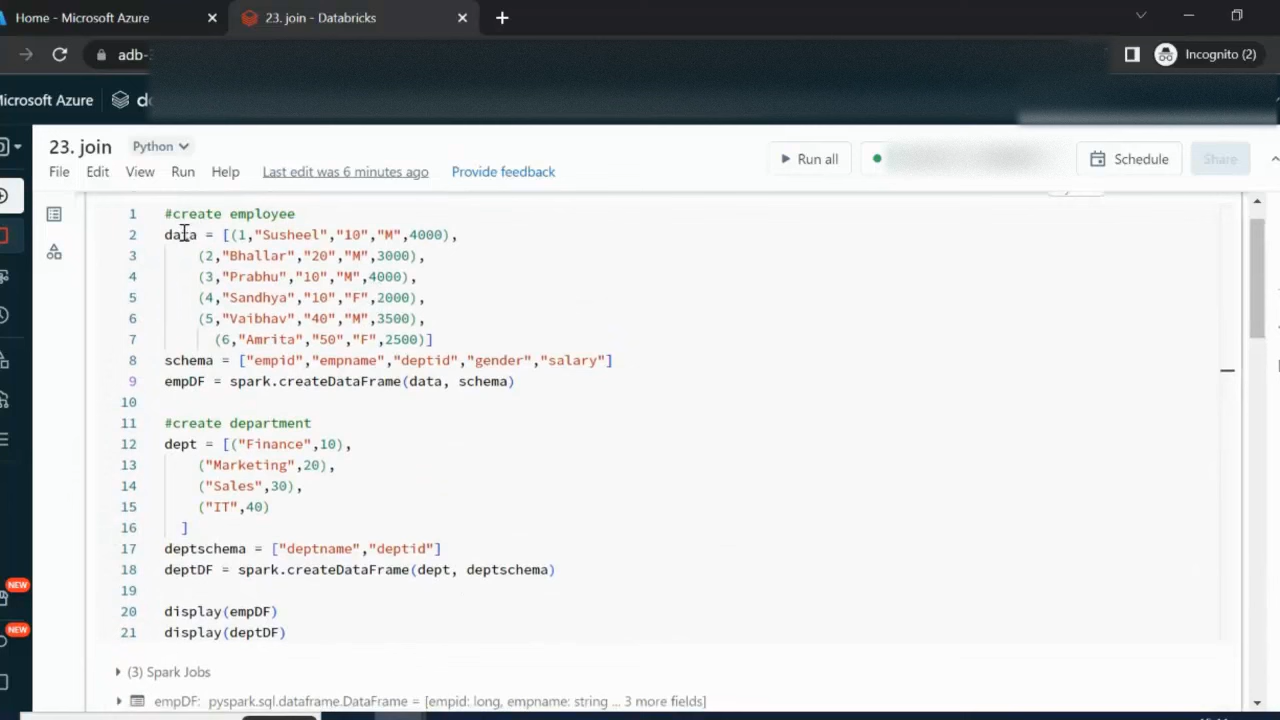 Home - Microsoft Azure
23. join - Databricks
adb-
Incognito (2)
Microsoft Azure
23. join
Python
Run all
Schedule
Share
File
Edit
View
Run
Help
Last edit was 6 minutes ago
Provide feedback
1 #create employee
2 data = [(1,"Susheel","10","M",4000),
3 (2,"Bhallar","20","M",3000),
4 (3,"Prabhu","10","M",4000),
5 (4,"Sandhya","10","F",2000),
6 (5,"Vaibhav","40","M",3500),
7 (6,"Amrita","50","F",2500)]
8 schema = ["empid","empname","deptid","gender","salary"]
9 empDF = spark.createDataFrame(data, schema)
10
11 #create department
12 dept = [("Finance",10),
13 ("Marketing",20),
14 ("Sales",30),
15 ("IT",40)
16 ]
17 deptschema = ["deptname","deptid"]
18 deptDF = spark.createDataFrame(dept, deptschema)
19
20 display(empDF)
21 display(deptDF)
(3) Spark Jobs
empDF: pyspark.sql.dataframe.DataFrame = [empid: long, empname: string ... 3 more fields]
NEW
NEW